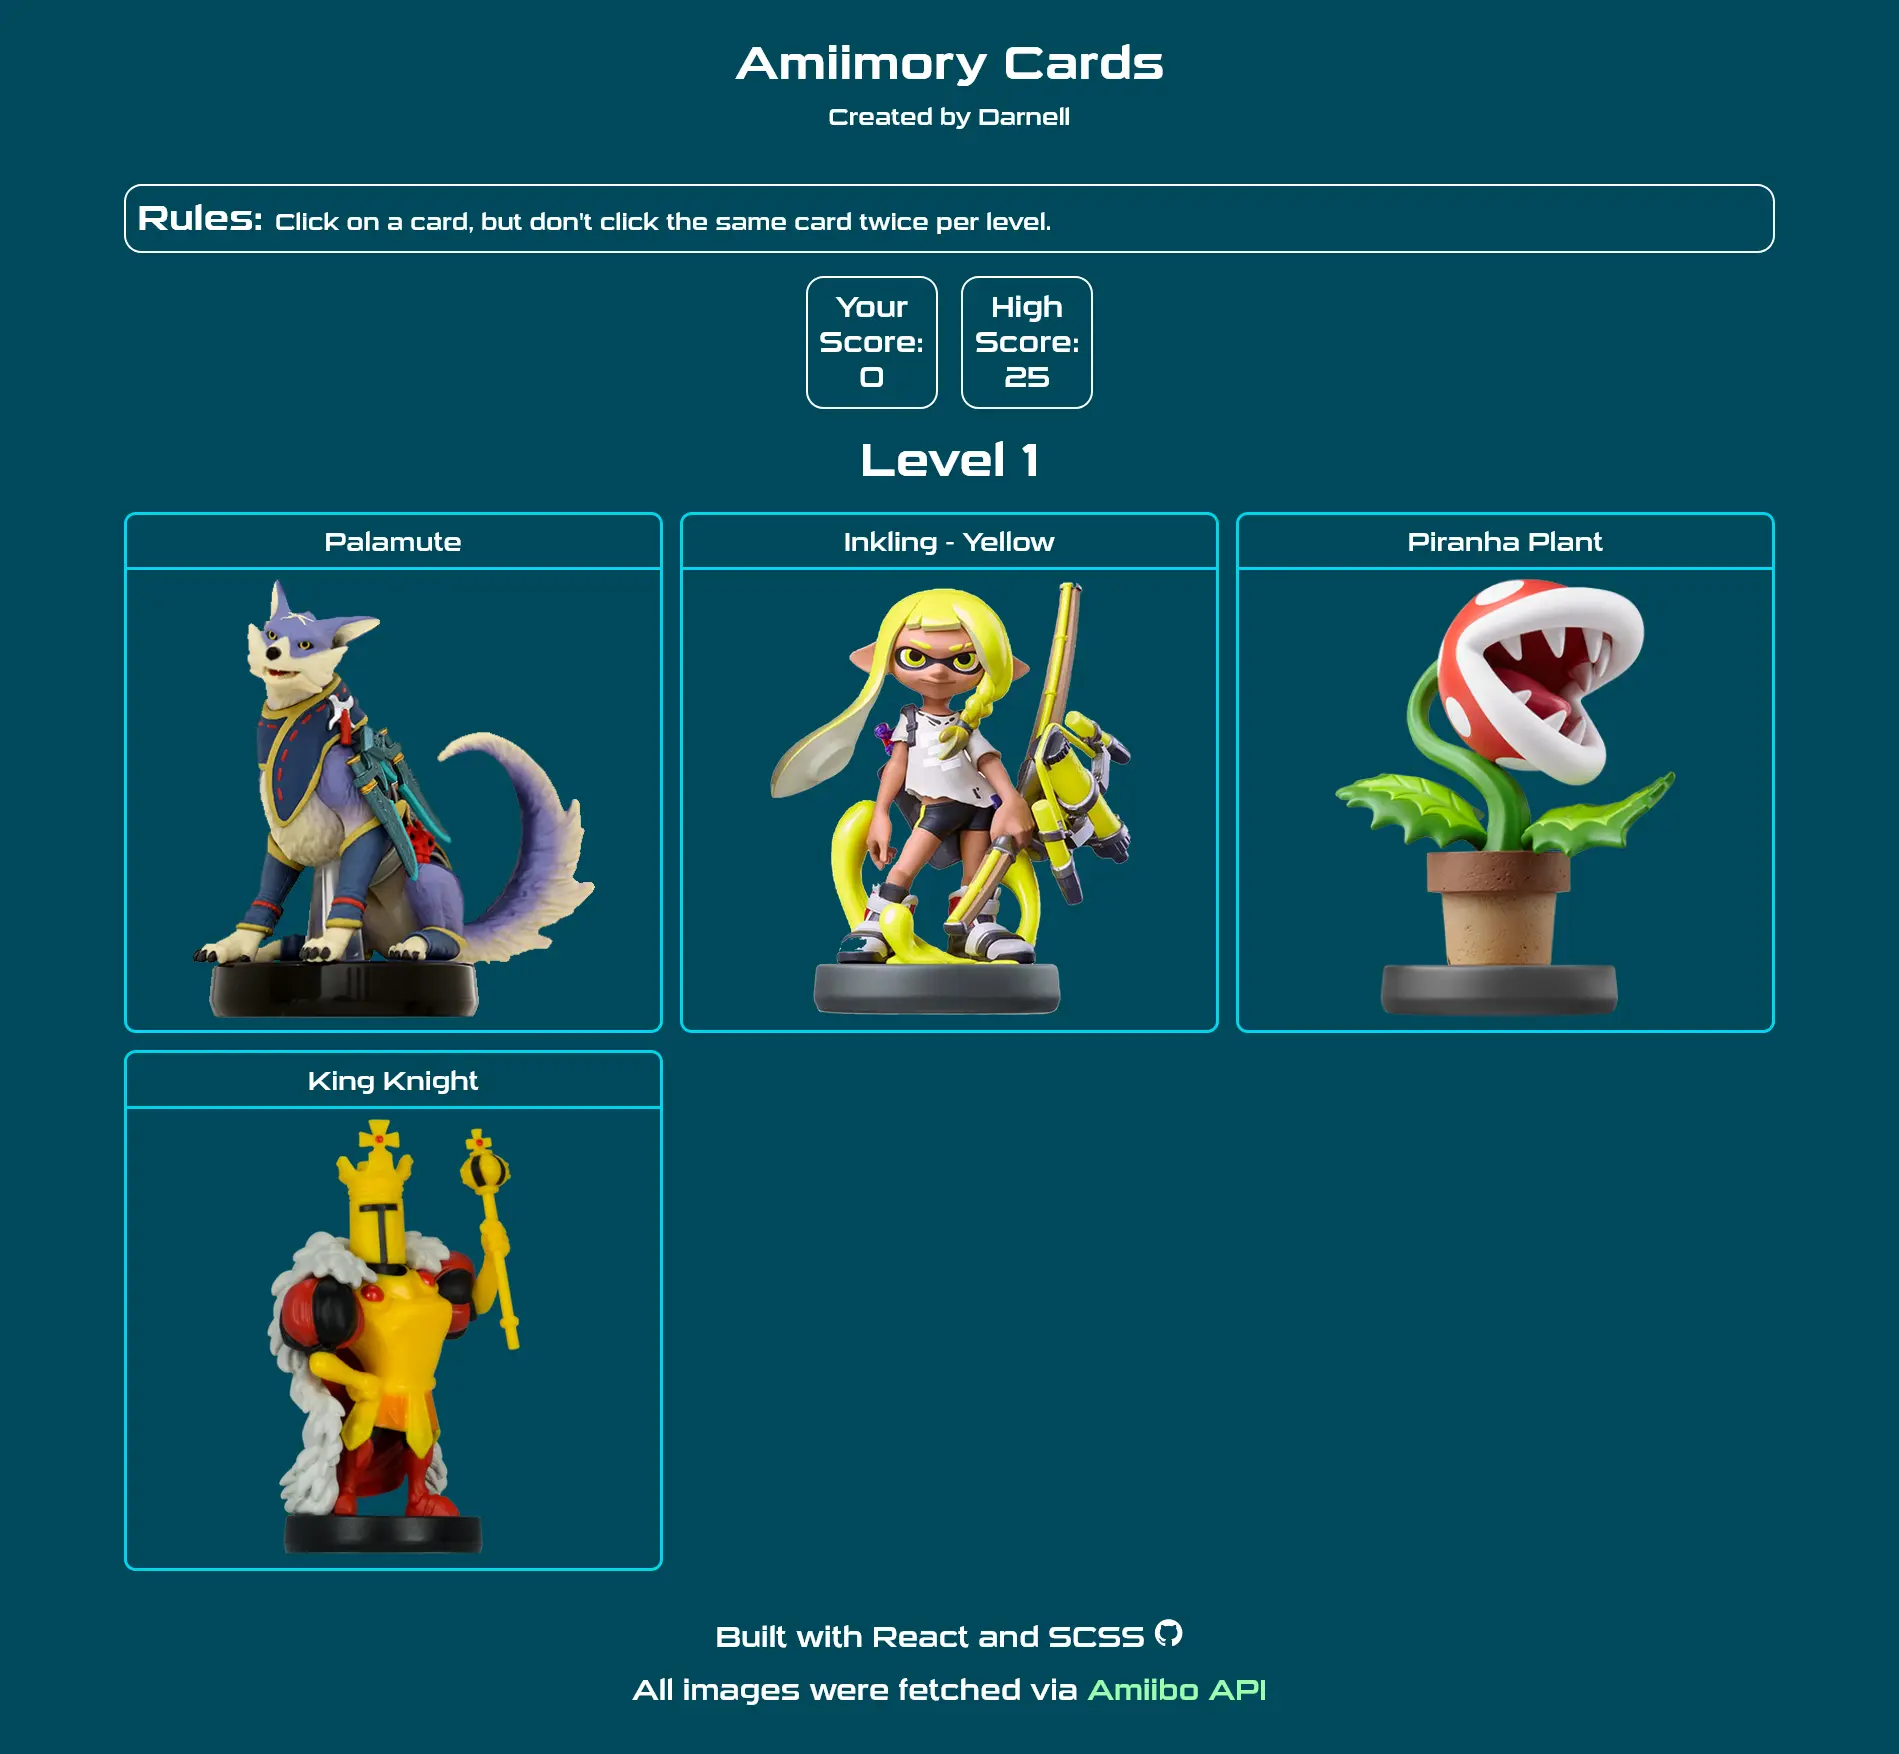 Amiimory Cards
Created by Darnell
Rules: Click on a card, but don't click the same card twice per level.
Your
Score:
0
High
Score:
25
Level 1
Palamute
Inkling - Yellow
Piranha Plant
King Knight
Built with React and SCSS
All images were fetched via Amiibo API